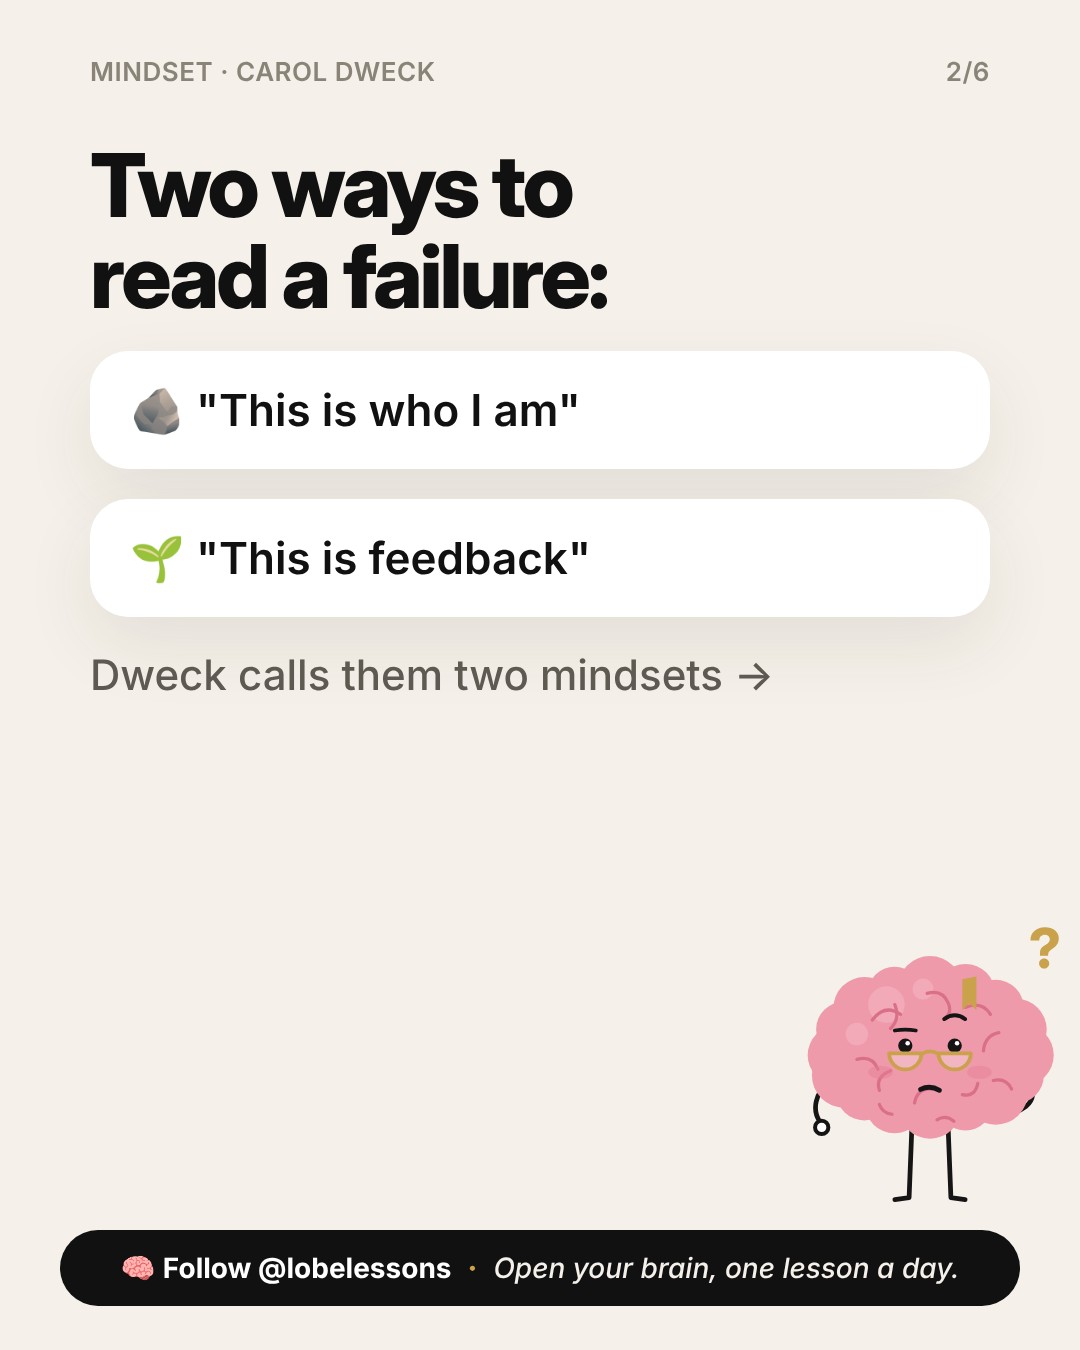 MINDSET · CAROL DWECK
2/6
Two ways to
read a failure:
"This is who I am"
"This is feedback"
Dweck calls them two mindsets →
?
Follow @lobelessons · Open your brain, one lesson a day.